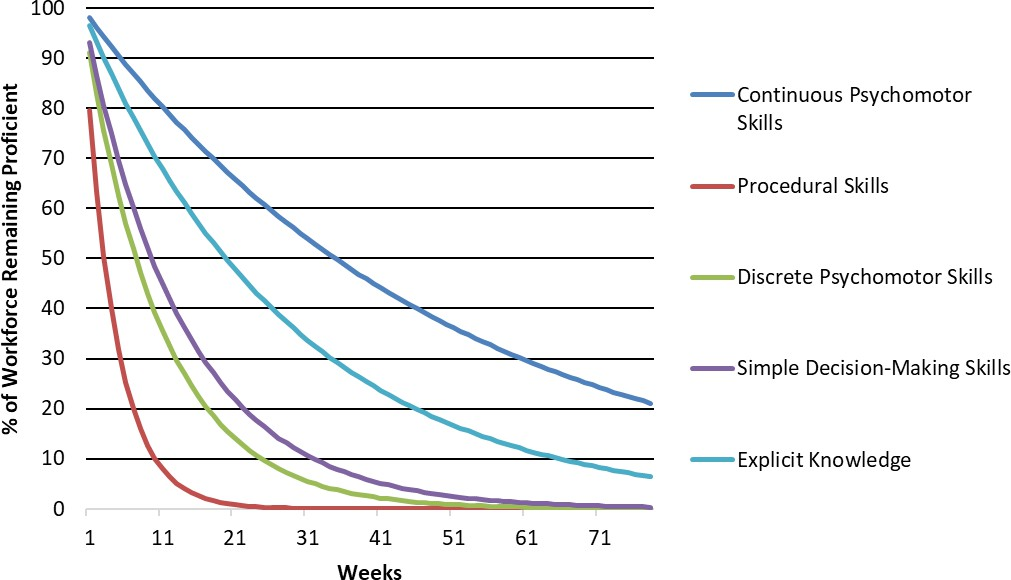 % of Workforce Remaining Proficient
100
90
80
70
60
50
40
30
20
10
0
1 11 21 31 41 51 61 71
Weeks
Continuous Psychomotor
Skills
Procedural Skills
Discrete Psychomotor Skills
Simple Decision-Making Skills
Explicit Knowledge